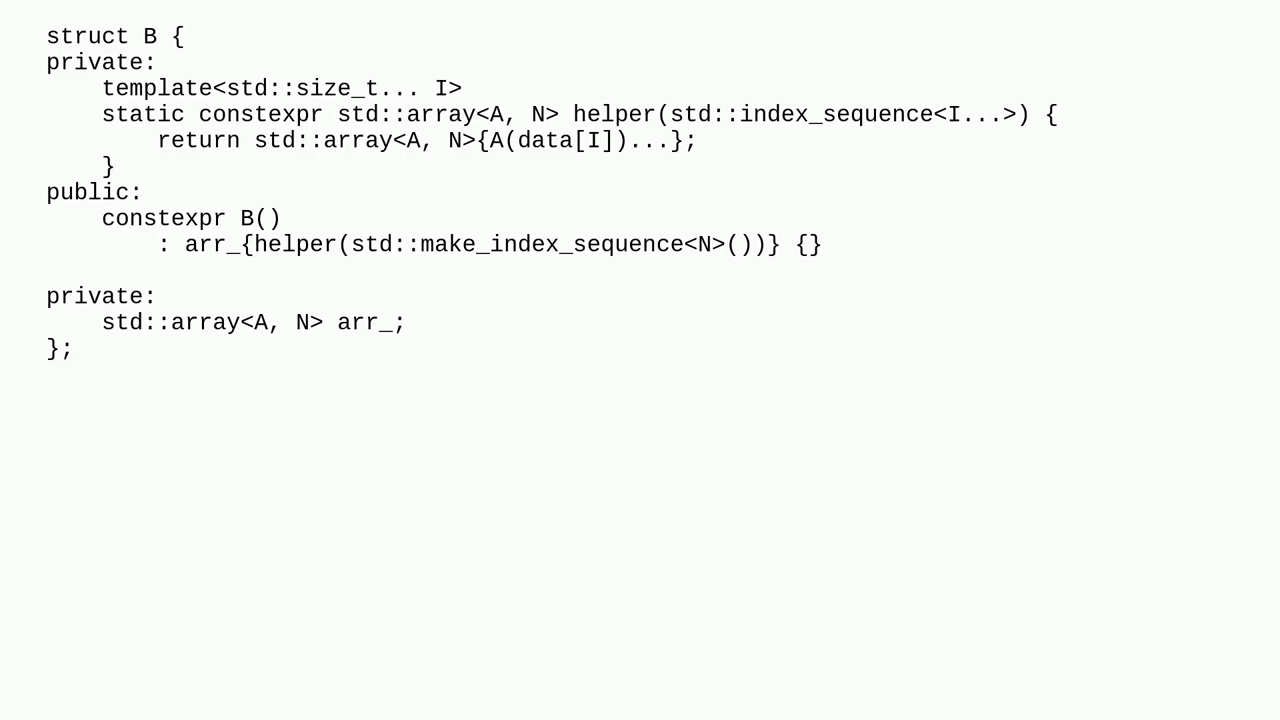 struct B {
private:
    template<std::size_t... I>
    static constexpr std::array<A, N> helper(std::index_sequence<I...>) {
        return std::array<A, N>{A(data[I])...};
    }
public:
    constexpr B()
        : arr_{helper(std::make_index_sequence<N>())} {}

private:
    std::array<A, N> arr_;
};